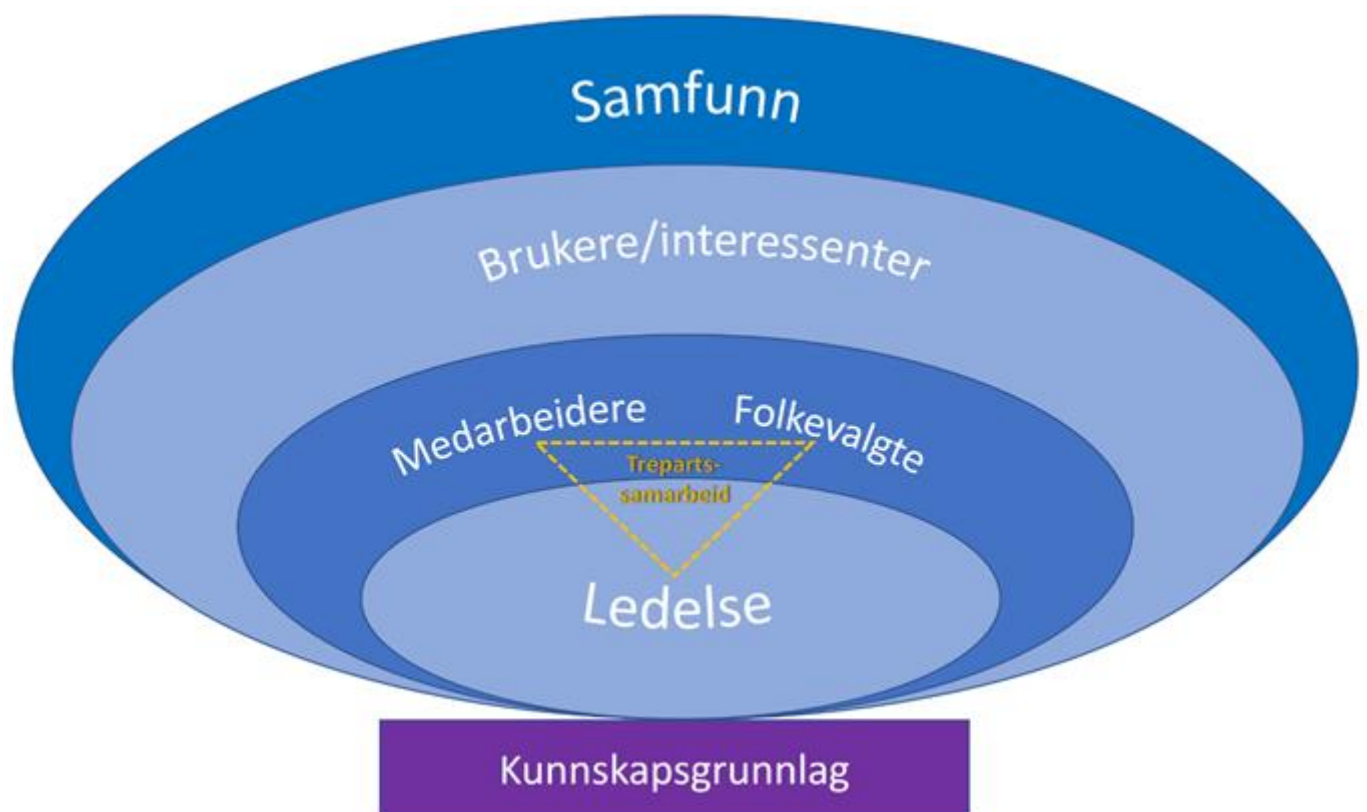 Samfunn
Brukere/interessenter
Medarbeidere
Folkevalgte
Treparts-
samarbeid
Ledelse
Kunnskapsgrunnlag